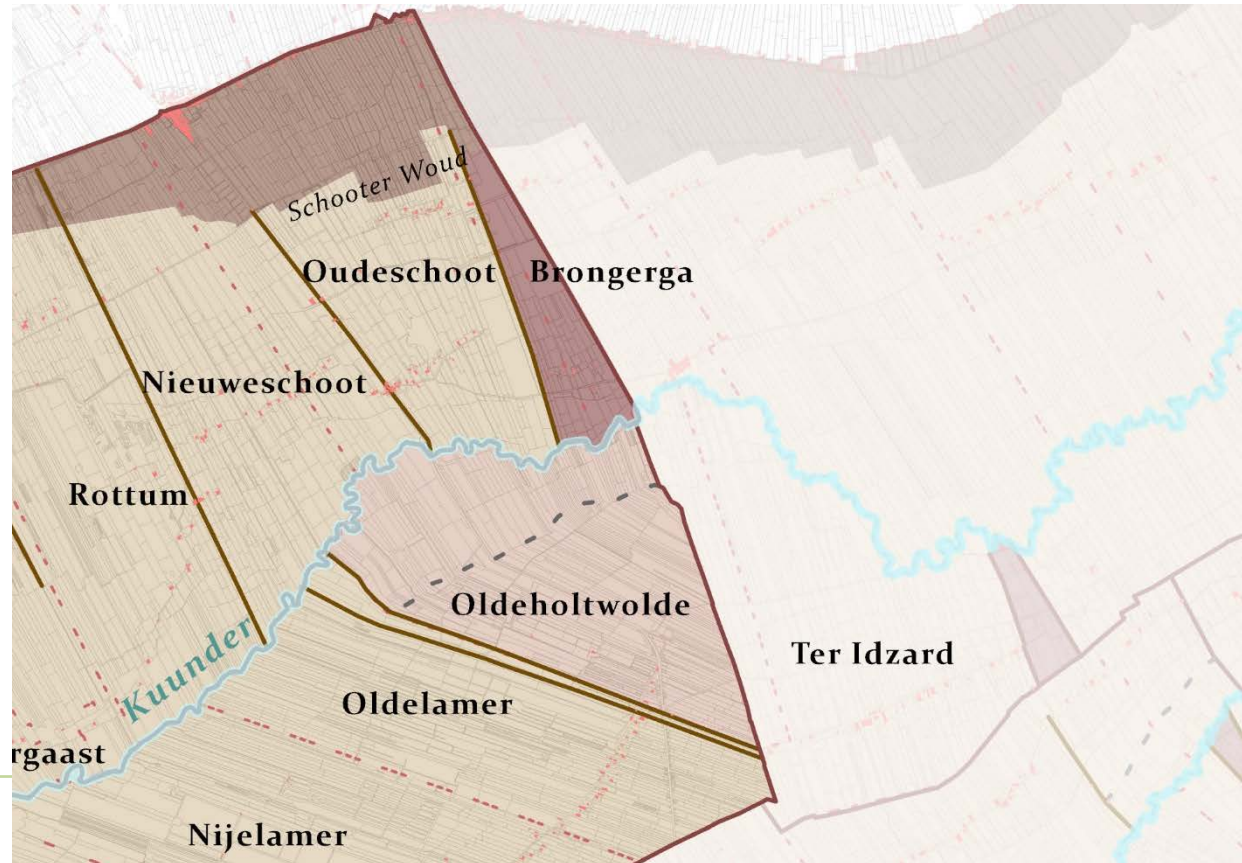 Schooter Woud
Oudeschoot
Brongerga
Nieuweschoot
Rottum
Oldeholtwolde
Kuunder
Ter Idzard
Oldelamer
rgaast
Nijelamer